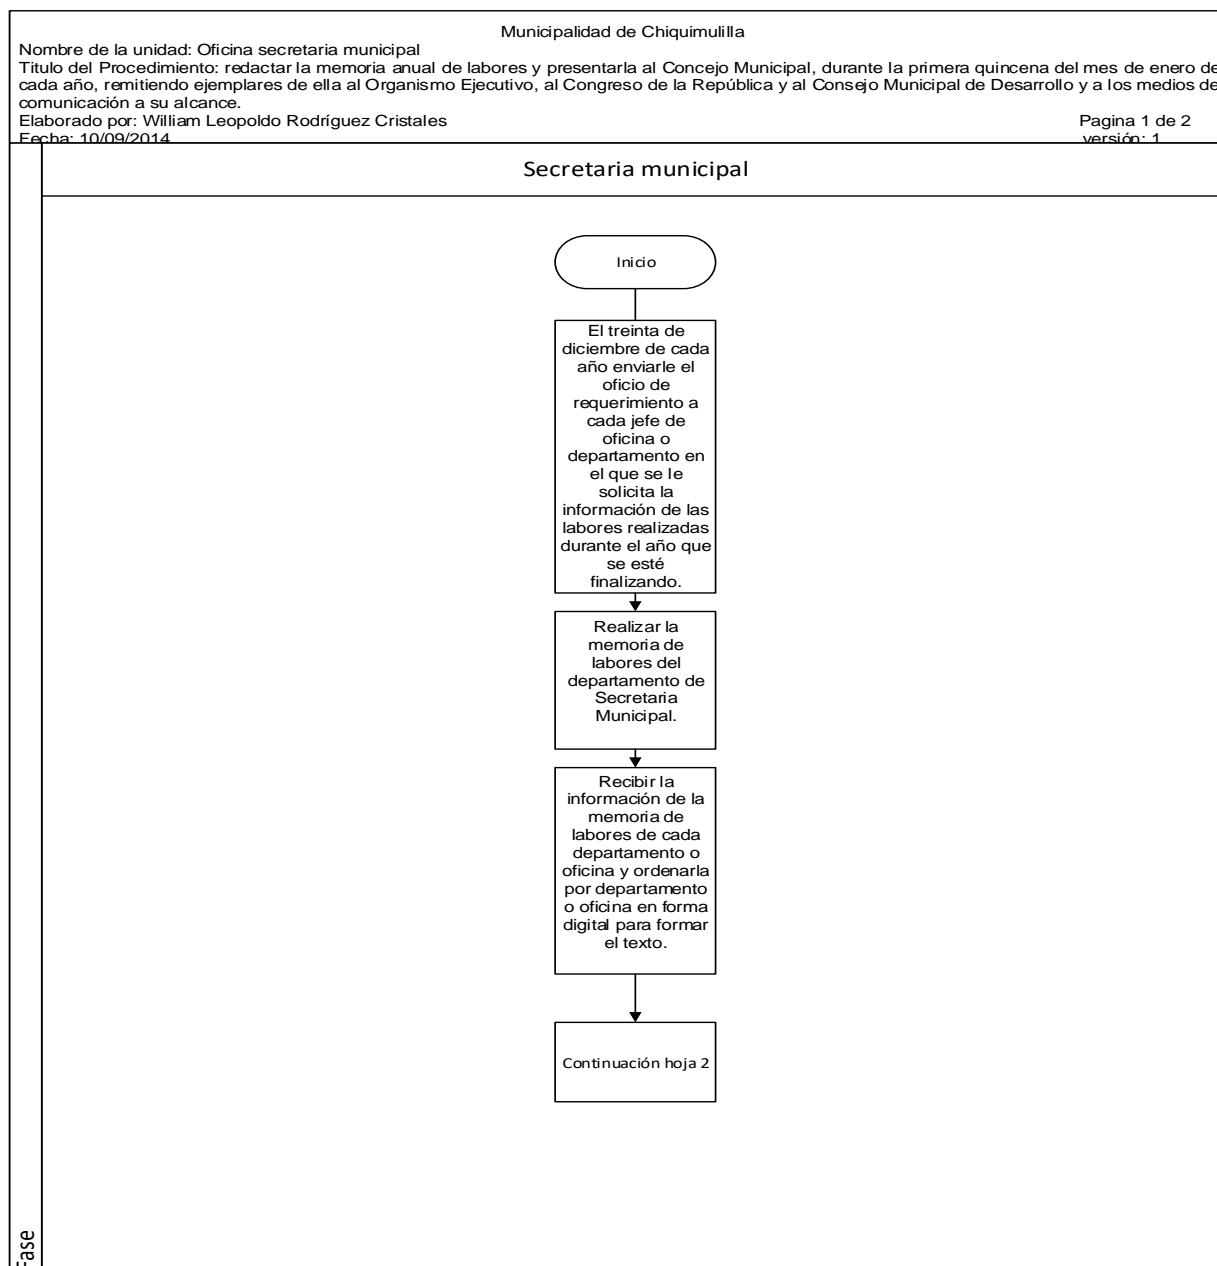 Municipalidad de Chiquimulilla
Nombre de la unidad: Oficina secretaria municipal
Titulo del Procedimiento: redactar la memoria anual de labores y presentarla al Concejo Municipal, durante la primera quincena del mes de enero de
cada año, remitiendo ejemplares de ella al Organismo Ejecutivo, al Congreso de la República y al Consejo Municipal de Desarrollo y a los medios de
comunicación a su alcance.
Elaborado por: William Leopoldo Rodríguez Cristales
Pagina 1 de 2
Fecha: 10/09/2014
versión: 1
Secretaria municipal
Inicio
El treinta de
diciembre de cada
año enviarle el
oficio de
requerimiento a
cada jefe de
oficina o
departamento en
el que se le
solicita la
información de las
labores realizadas
durante el año que
se esté
finalizando.
Realizar la
memoria de
labores del
departamento de
Secretaria
Municipal.
Recibir la
información de la
memoria de
labores de cada
departamento o
oficina y ordenarla
por departamento
o oficina en forma
digital para formar
el texto.
Continuación hoja 2
Fase